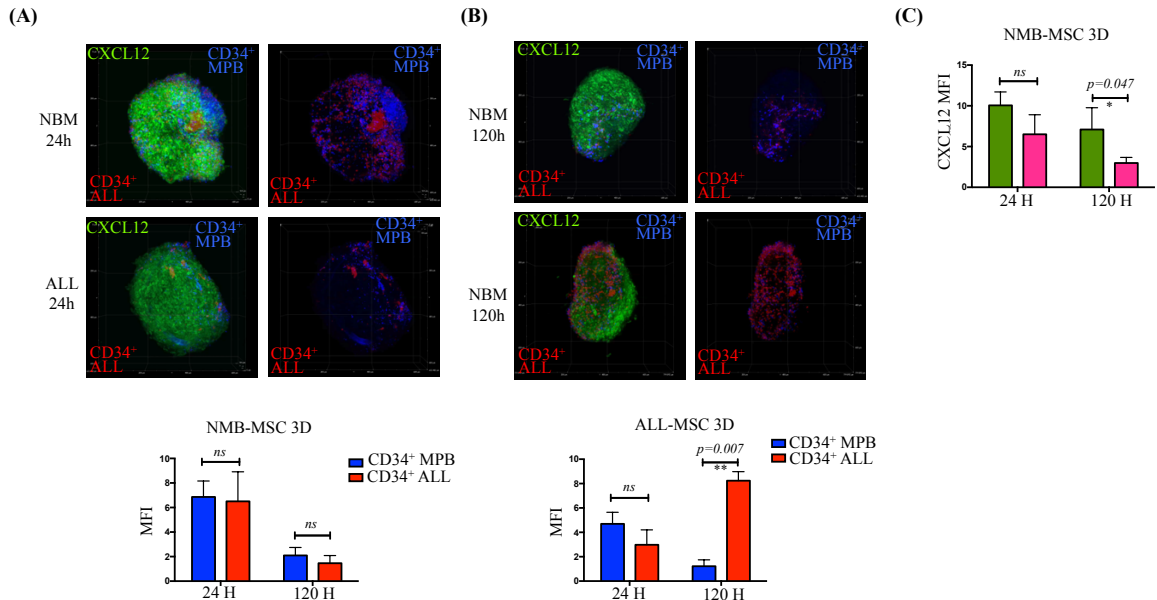 (A)
CXCL12
CD34+
MPB
CD34+
MPB
NBM
24h
CD34+
ALL
CD34+
ALL
CXCL12
CD34+
MPB
CD34+
MPB
ALL
24h
CD34+
ALL
CD34+
ALL
NMB-MSC 3D
CD34+ MPB
CD34+ ALL
MFI
10
8
6
4
2
0
ns
ns
24 H
120 H
(B)
CXCL12
CD34+
MPB
CD34+
MPB
NBM
120h
CD34+
ALL
CD34+
ALL
CXCL12
CD34+
MPB
CD34+
MPB
NBM
120h
CD34+
ALL
CD34+
ALL
ALL-MSC 3D
CD34+ MPB
CD34+ ALL
MFI
10
8
6
4
2
0
ns
p=0.007
**
24 H
120 H
(C)
NMB-MSC 3D
CXCL12 MFI
15
10
5
0
ns
p=0.047
*
24 H
120 H